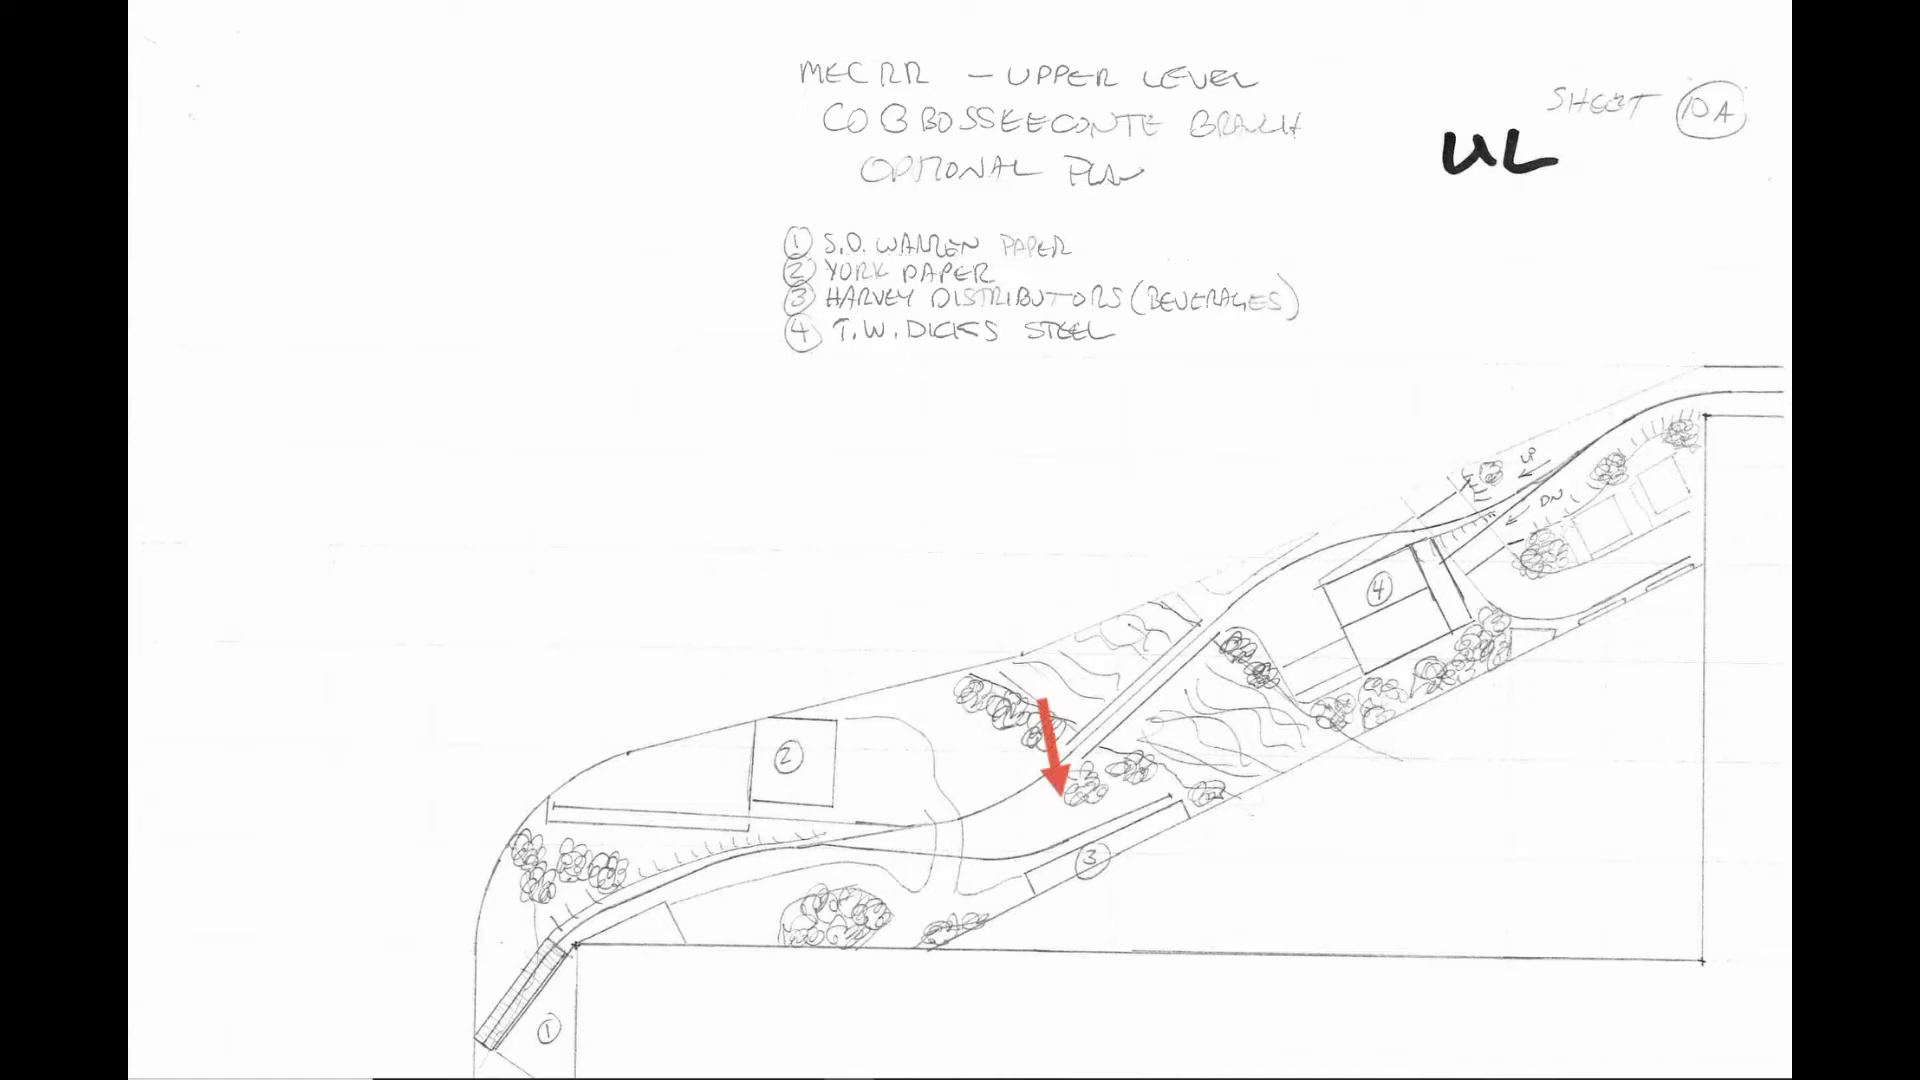 MEC RR - UPPER LEVEL
COBBOSSEECONTE BRANCH
OPTIONAL PLAN
SHEET 10A
UL
1 S.D. WARREN PAPER
2 YORK PAPER
3 HARVEY DISTRIBUTORS (BEVERAGES)
4 T.W. DICKS STEEL
UP
DN
4
2
3
1